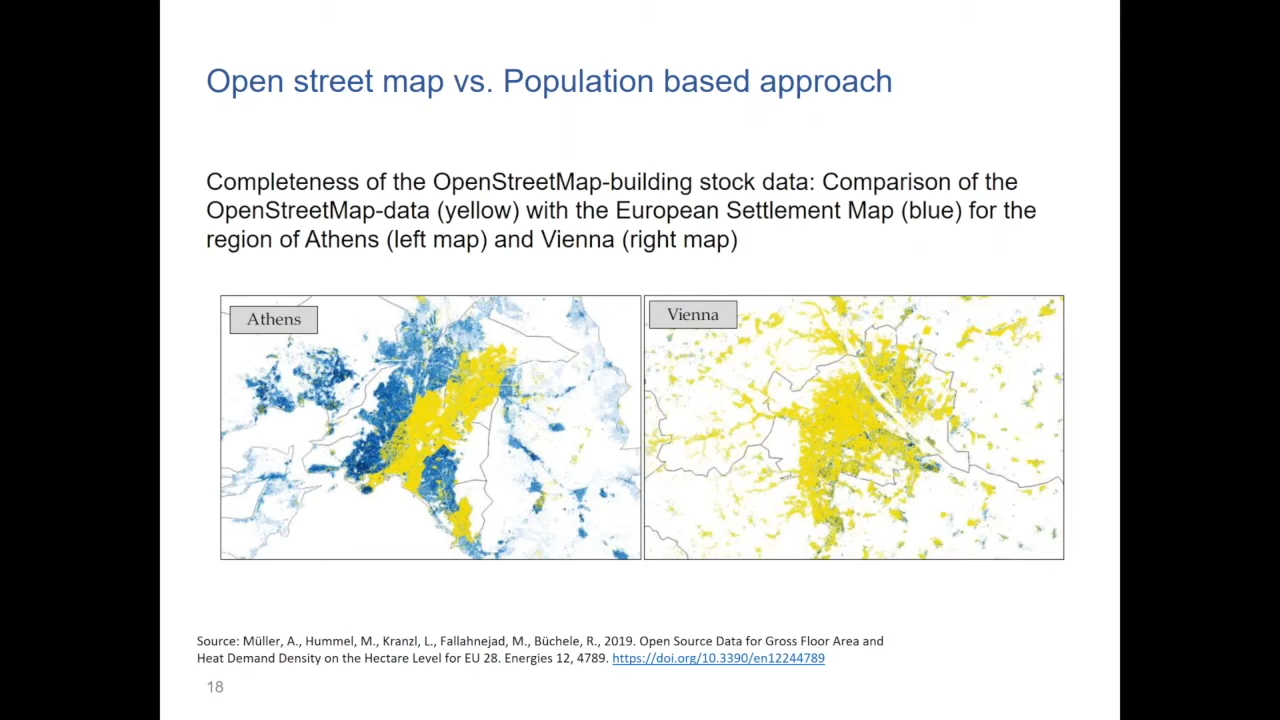 Open street map vs. Population based approach
Completeness of the OpenStreetMap-building stock data: Comparison of the
OpenStreetMap-data (yellow) with the European Settlement Map (blue) for the
region of Athens (left map) and Vienna (right map)
Athens
Vienna
Source: Müller, A., Hummel, M., Kranzl, L., Fallahnejad, M., Büchele, R., 2019. Open Source Data for Gross Floor Area and
Heat Demand Density on the Hectare Level for EU 28. Energies 12, 4789. https://doi.org/10.3390/en12244789
18